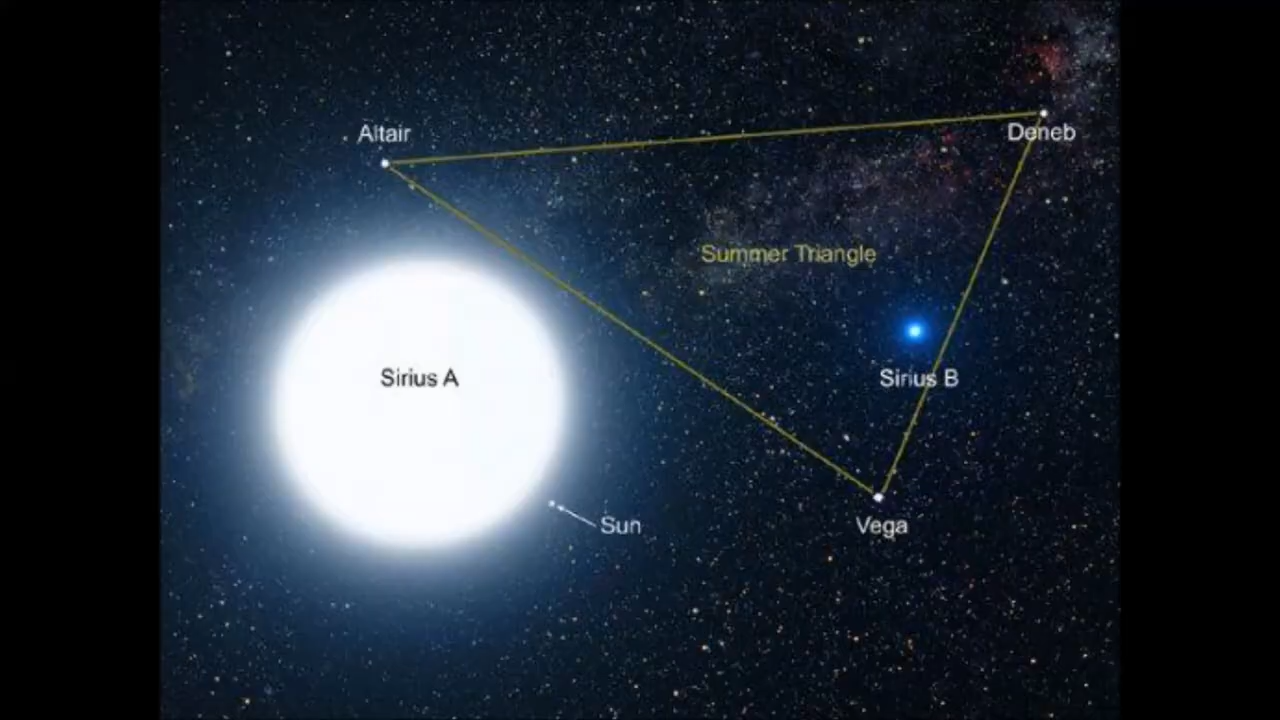 Altair
Deneb
Summer Triangle
Sirius A
Sirius B
Sun
Vega